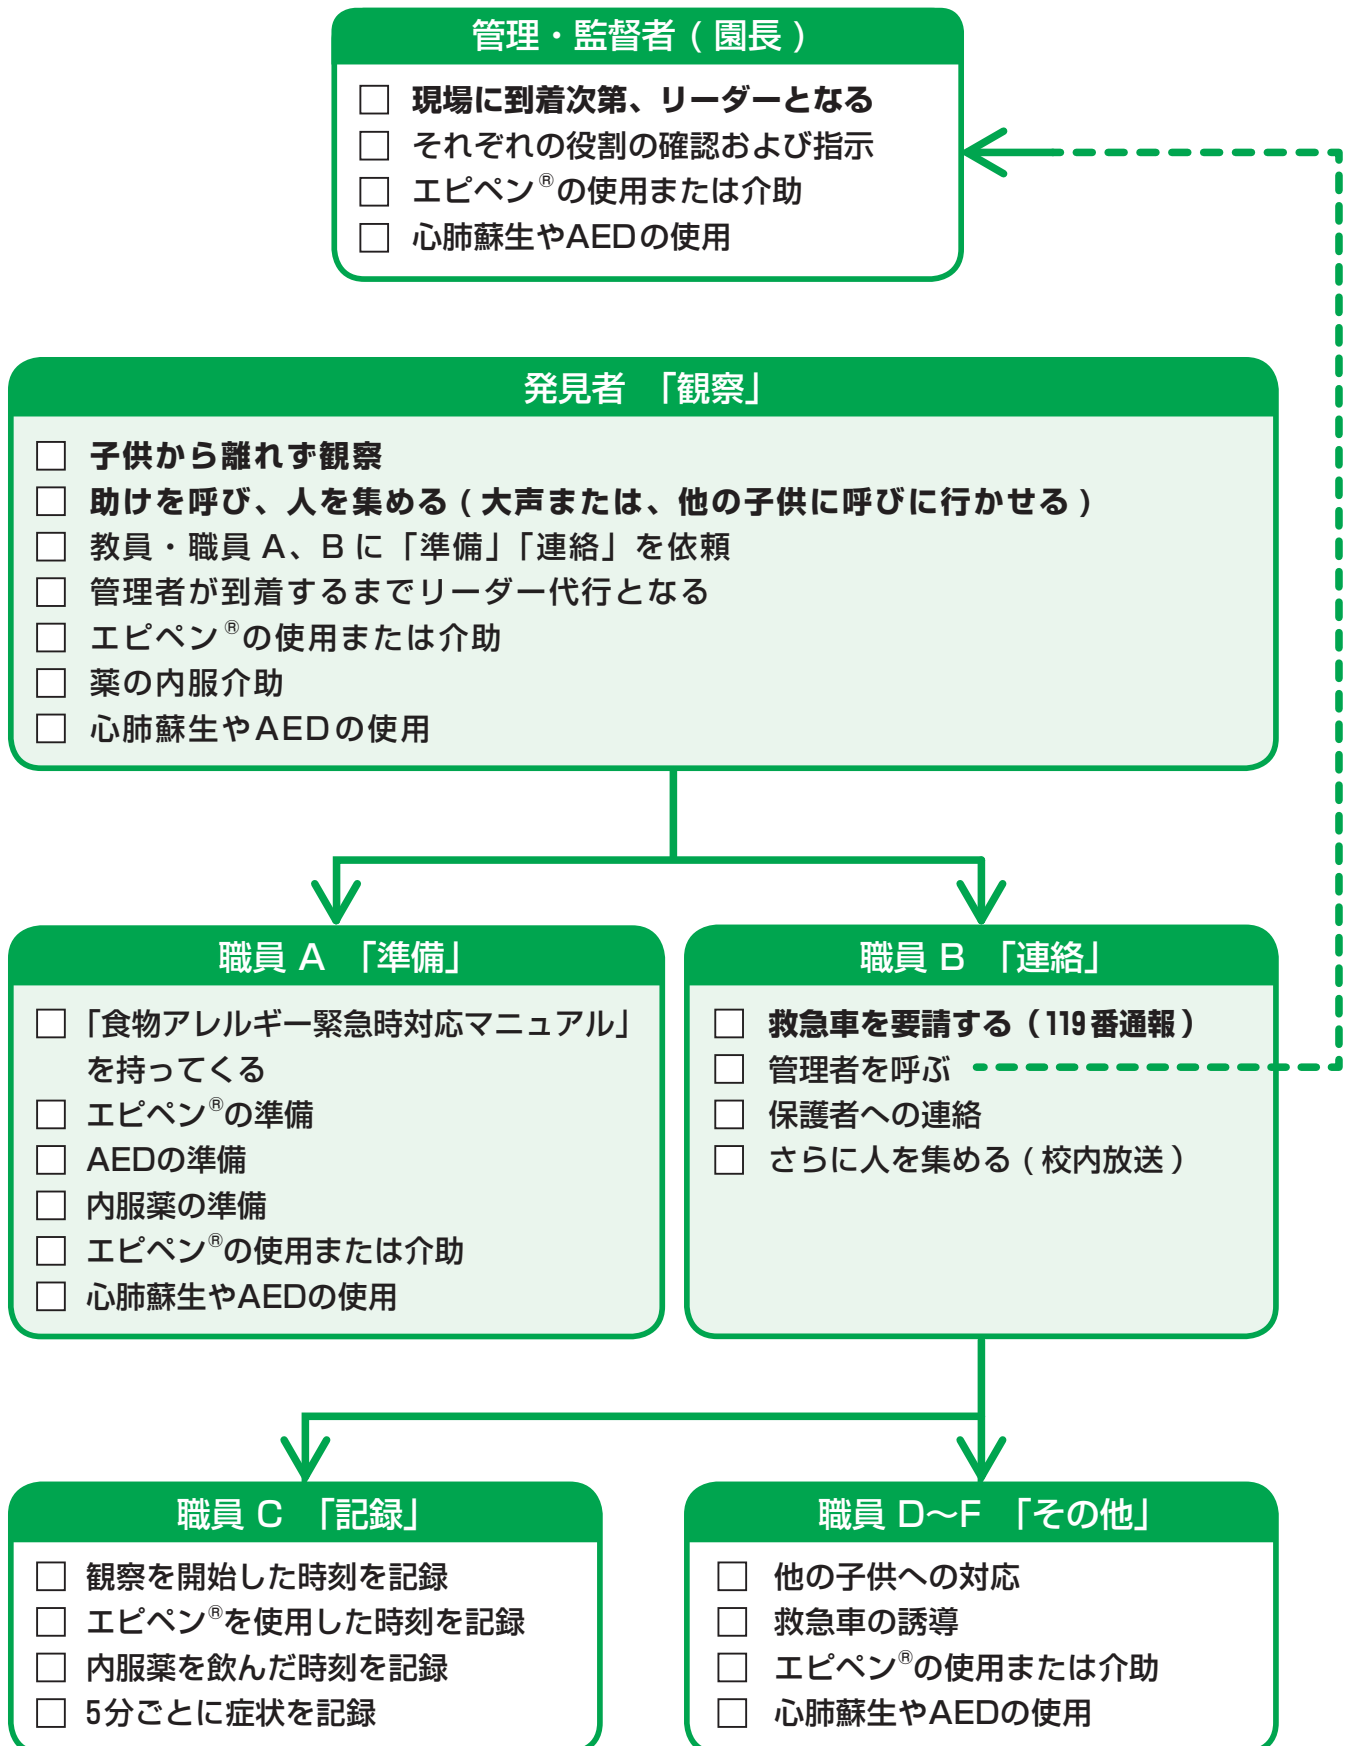 管理・監督者(園長)
□ 現場に到着次第、リーダーとなる
□ それぞれの役割の確認および指示
□ エピペン®の使用または介助
□ 心肺蘇生やAEDの使用
発見者 「観察」
□ 子供から離れず観察
□ 助けを呼び、人を集める(大声または、他の子供に呼びに行かせる)
□ 教員・職員 A、B に「準備」「連絡」を依頼
□ 管理者が到着するまでリーダー代行となる
□ エピペン®の使用または介助
□ 薬の内服介助
□ 心肺蘇生やAEDの使用
職員 A 「準備」
□ 「食物アレルギー緊急時対応マニュアル」
を持ってくる
□ エピペン®の準備
□ AEDの準備
□ 内服薬の準備
□ エピペン®の使用または介助
□ 心肺蘇生やAEDの使用
職員 B 「連絡」
□ 救急車を要請する(119番通報)
□ 管理者を呼ぶ
□ 保護者への連絡
□ さらに人を集める(校内放送)
職員 C 「記録」
□ 観察を開始した時刻を記録
□ エピペン®を使用した時刻を記録
□ 内服薬を飲んだ時刻を記録
□ 5分ごとに症状を記録
職員 D〜F 「その他」
□ 他の子供への対応
□ 救急車の誘導
□ エピペン®の使用または介助
□ 心肺蘇生やAEDの使用